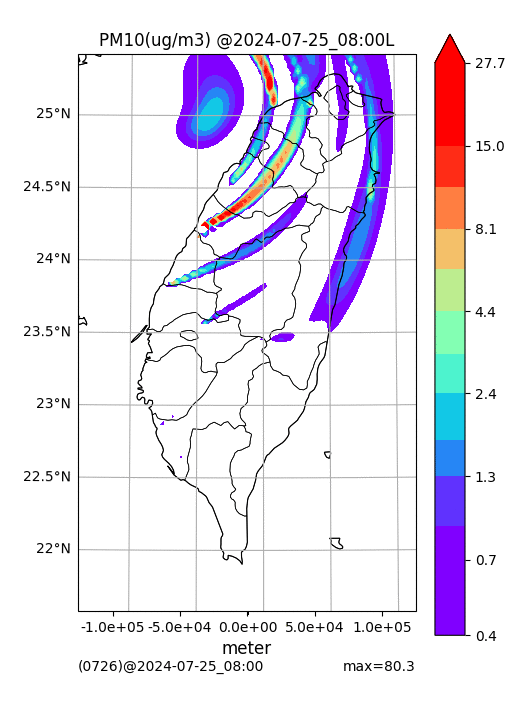 PM10(ug/m3) @2024-07-25_08:00L
25°N
24.5°N
24°N
23.5°N
23°N
22.5°N
22°N
-1.0e+05 -5.0e+04 0.0e+00 5.0e+04 1.0e+05
meter
(0726)@2024-07-25_08:00 max=80.3
27.7
15.0
8.1
4.4
2.4
1.3
0.7
0.4